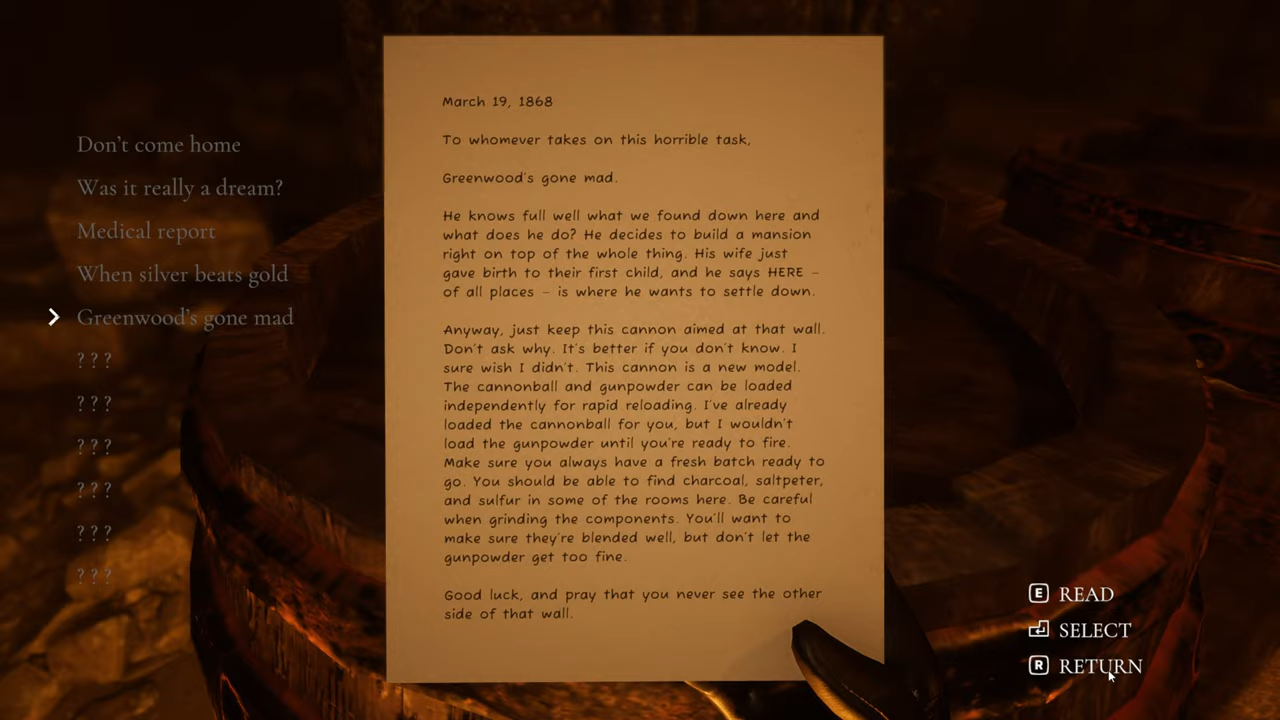 Don't come home
Was it really a dream?
Medical report
When silver beats gold
Greenwood's gone mad
? ? ?
? ? ?
? ? ?
? ? ?
? ? ?
? ? ?
March 19, 1868
To whomever takes on this horrible task,
Greenwood's gone mad.
He knows full well what we found down here and
what does he do? He decides to build a mansion
right on top of the whole thing. His wife just
gave birth to their first child, and he says HERE –
of all places – is where he wants to settle down.
Anyway, just keep this cannon aimed at that wall.
Don't ask why. It's better if you don't know. I
sure wish I didn't. This cannon is a new model.
The cannonball and gunpowder can be loaded
independently for rapid reloading. I've already
loaded the cannonball for you, but I wouldn't
load the gunpowder until you're ready to fire.
Make sure you always have a fresh batch ready to
go. You should be able to find charcoal, saltpeter,
and sulfur in some of the rooms here. Be careful
when grinding the components. You'll want to
make sure they're blended well, but don't let the
gunpowder get too fine.
Good luck, and pray that you never see the other
side of that wall.
E READ
SELECT
R RETURN